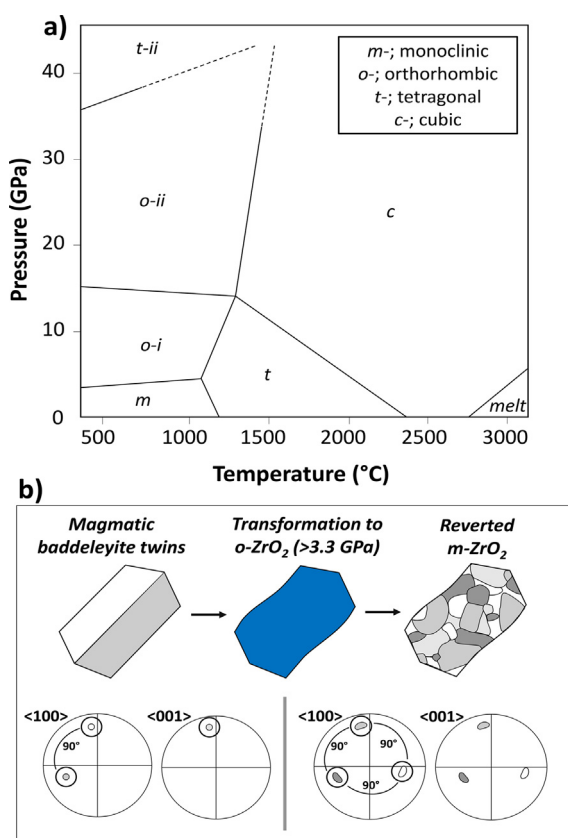 a)
t-ii
m-; monoclinic
o-; orthorhombic
t-; tetragonal
c-; cubic
40
30
20
10
0
Pressure (GPa)
o-ii
c
o-i
t
m
melt
500
1000
1500
2000
2500
3000
Temperature (°C)
b)
Magmatic
baddeleyite twins
Transformation to
o-ZrO₂ (>3.3 GPa)
Reverted
m-ZrO₂
<100>
90°
<001>
<100>
90°
90°
90°
<001>